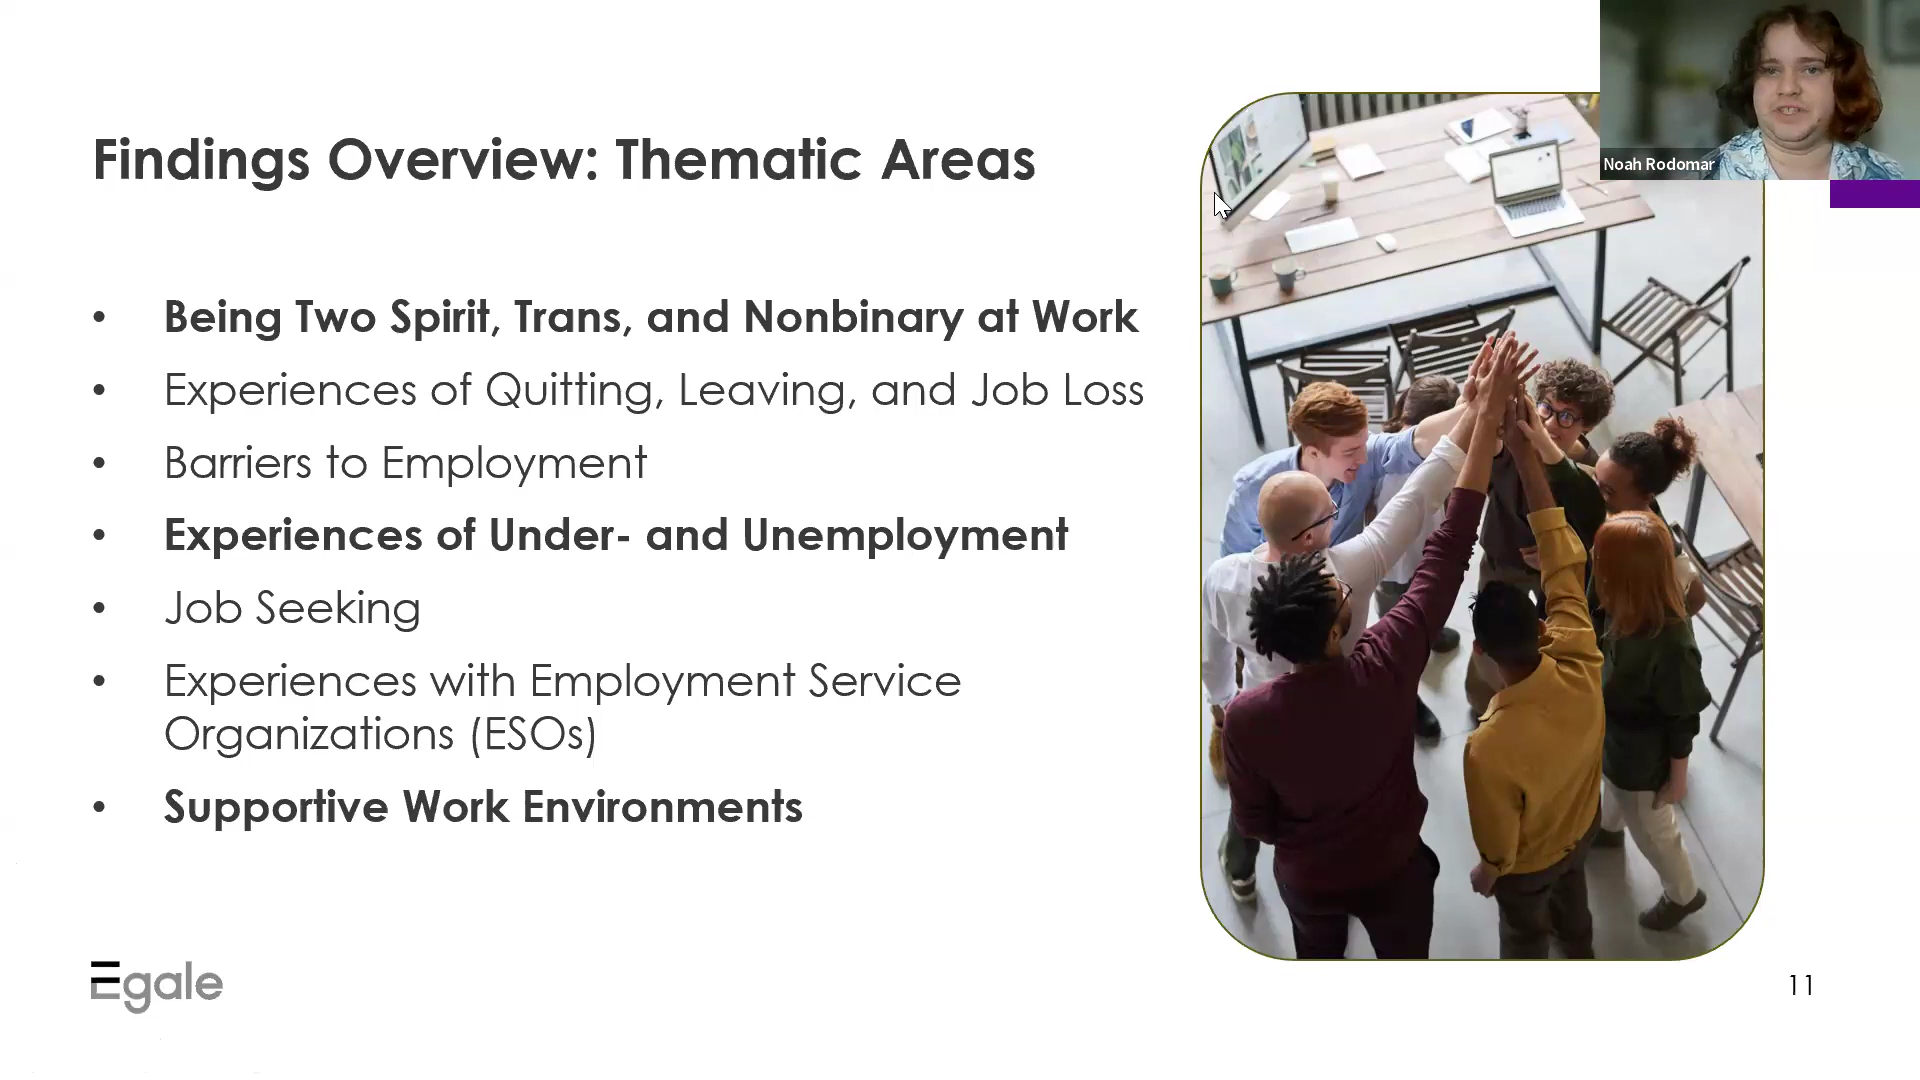 Noah Rodomar
Findings Overview: Thematic Areas
• Being Two Spirit, Trans, and Nonbinary at Work
• Experiences of Quitting, Leaving, and Job Loss
• Barriers to Employment
• Experiences of Under- and Unemployment
• Job Seeking
• Experiences with Employment Service
Organizations (ESOs)
• Supportive Work Environments
Egale
11